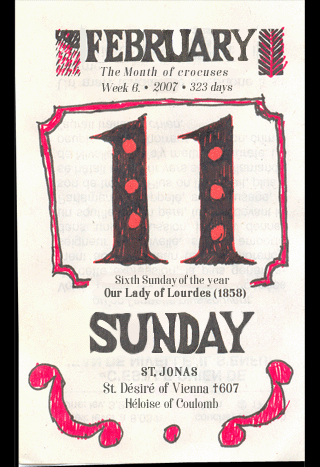 FEBRUARY
The Month of crocuses
Week 6. • 2007 • 323 days
11
Sixth Sunday of the year
Our Lady of Lourdes (1858)
SUNDAY
ST, JONAS
St. Désiré of Vienna †607
Héloise of Coulomb